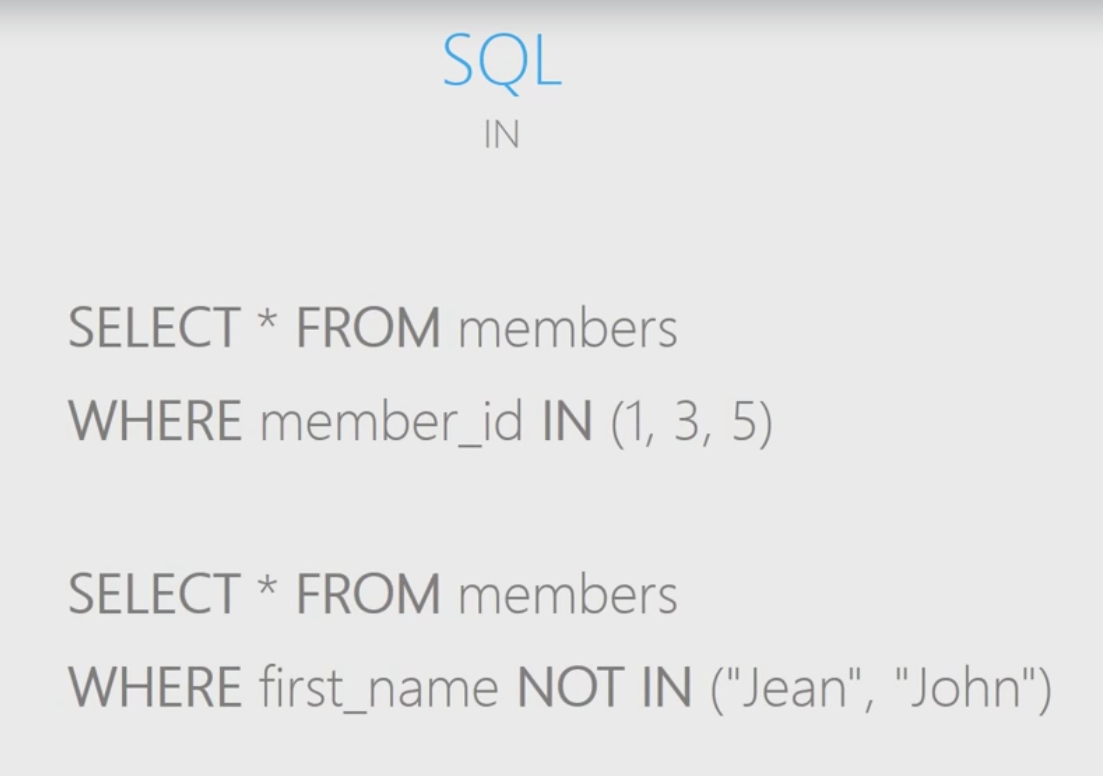 SQL
IN
SELECT * FROM members
WHERE member_id IN (1, 3, 5)
SELECT * FROM members
WHERE first_name NOT IN ("Jean", "John")